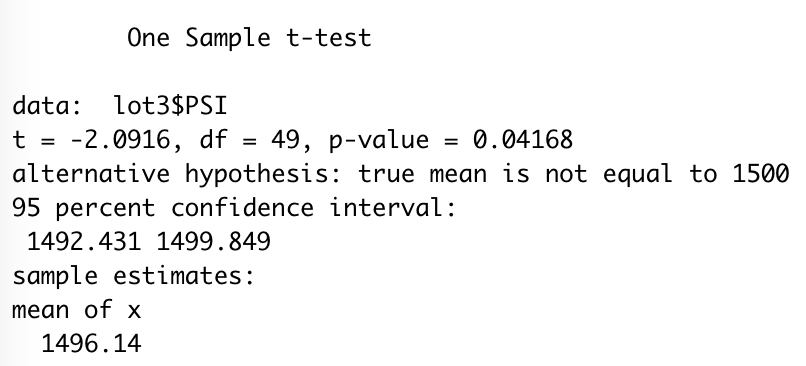 One Sample t-test
data:  lot3$PSI
t = -2.0916, df = 49, p-value = 0.04168
alternative hypothesis: true mean is not equal to 1500
95 percent confidence interval:
 1492.431 1499.849
sample estimates:
mean of x
  1496.14